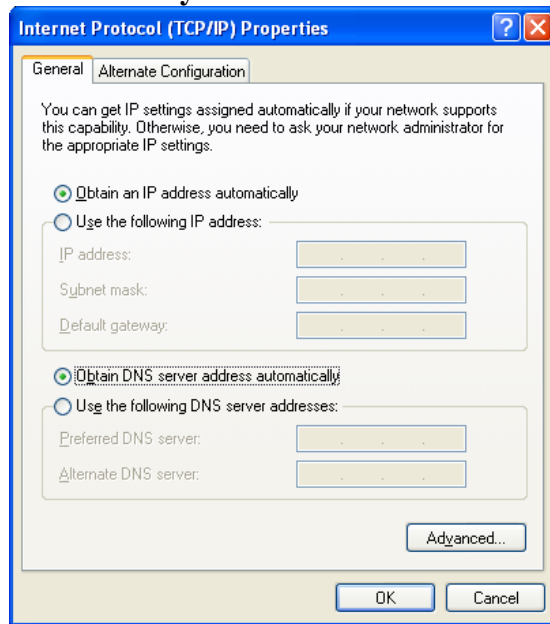 Internet Protocol (TCP/IP) Properties
General Alternate Configuration
You can get IP settings assigned automatically if your network supports
this capability. Otherwise, you need to ask your network administrator for
the appropriate IP settings.
Obtain an IP address automatically
Use the following IP address:
IP address:
Subnet mask:
Default gateway:
Obtain DNS server address automatically
Use the following DNS server addresses:
Preferred DNS server:
Alternate DNS server:
Advanced...
OK Cancel